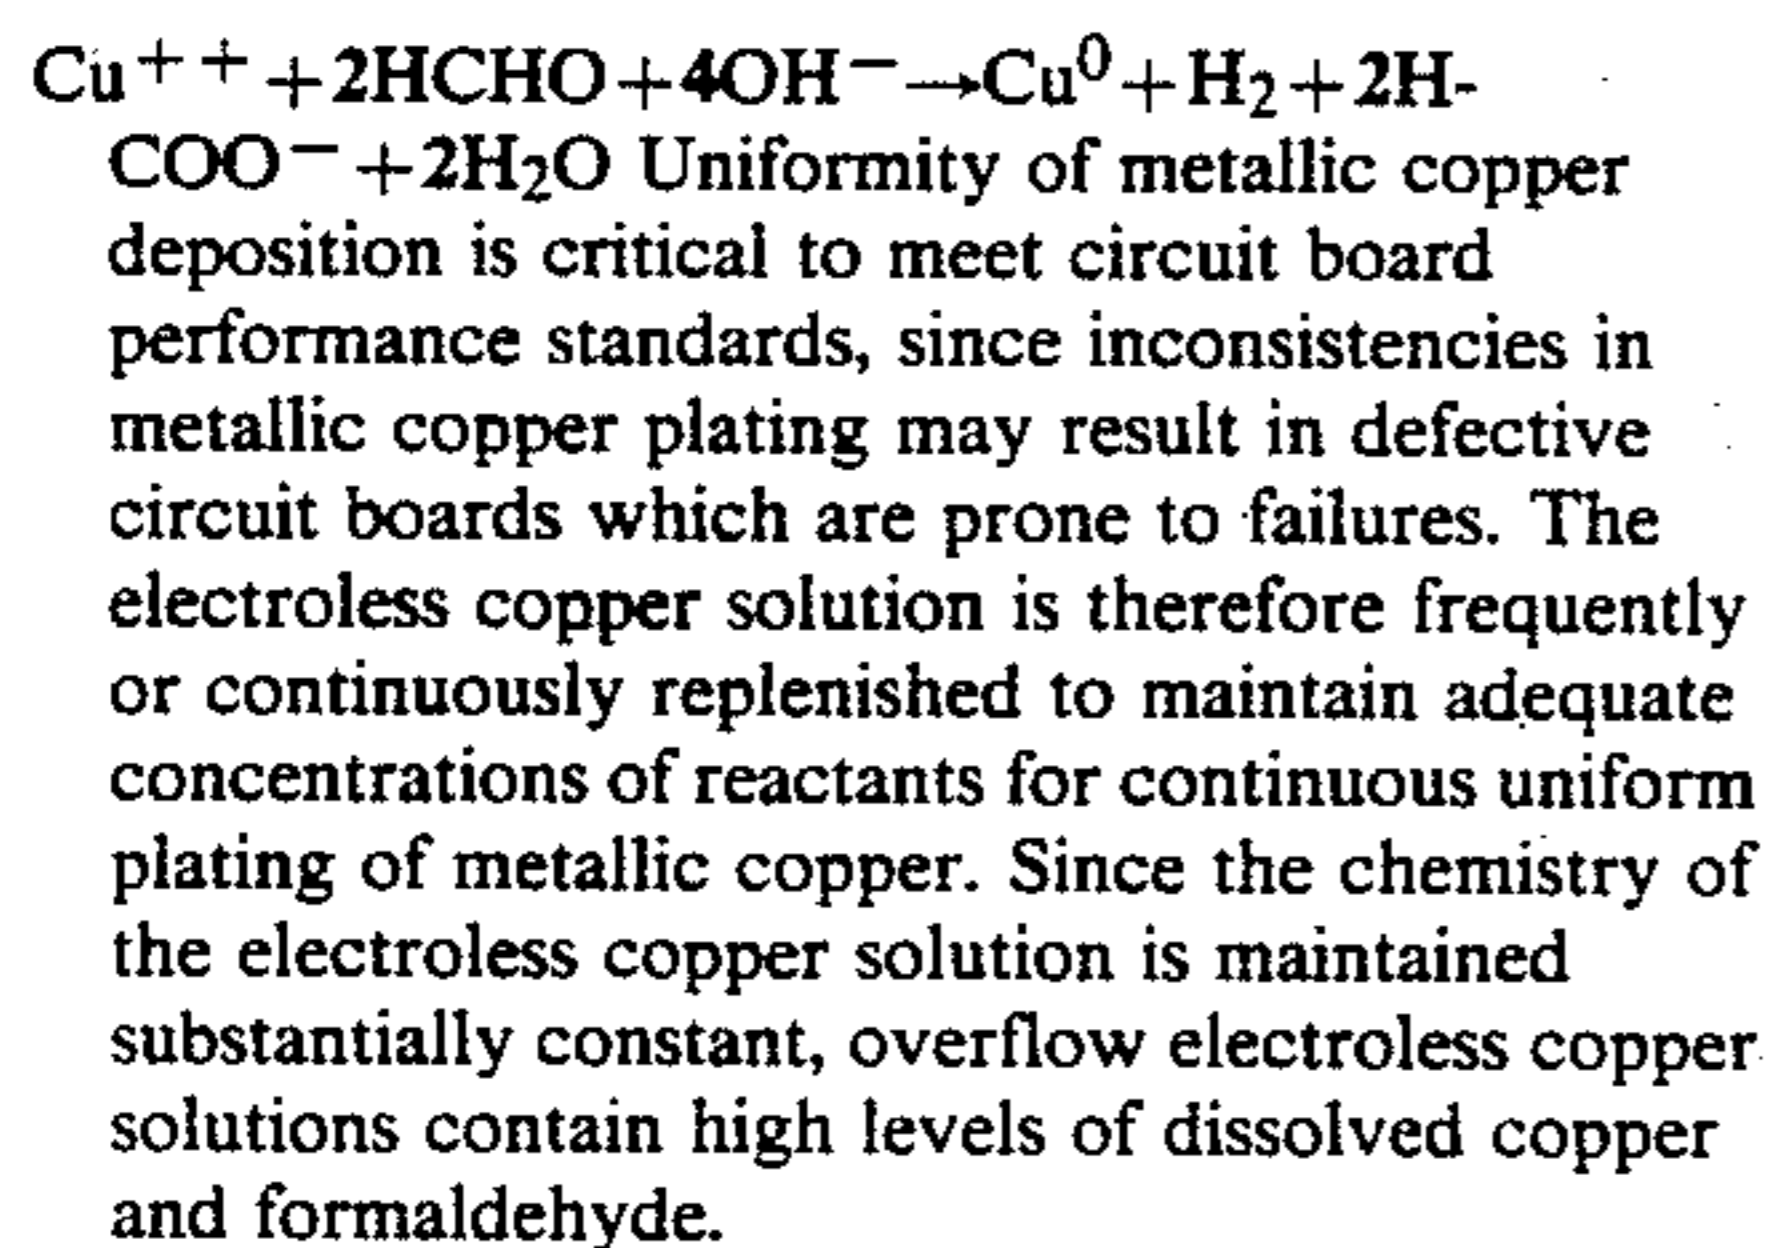 Cu⁺⁺+2HCHO+4OH⁻→Cu⁰+H₂+2H-
COO⁻+2H₂O Uniformity of metallic copper
deposition is critical to meet circuit board
performance standards, since inconsistencies in
metallic copper plating may result in defective
circuit boards which are prone to failures. The
electroless copper solution is therefore frequently
or continuously replenished to maintain adequate
concentrations of reactants for continuous uniform
plating of metallic copper. Since the chemistry of
the electroless copper solution is maintained
substantially constant, overflow electroless copper
solutions contain high levels of dissolved copper
and formaldehyde.